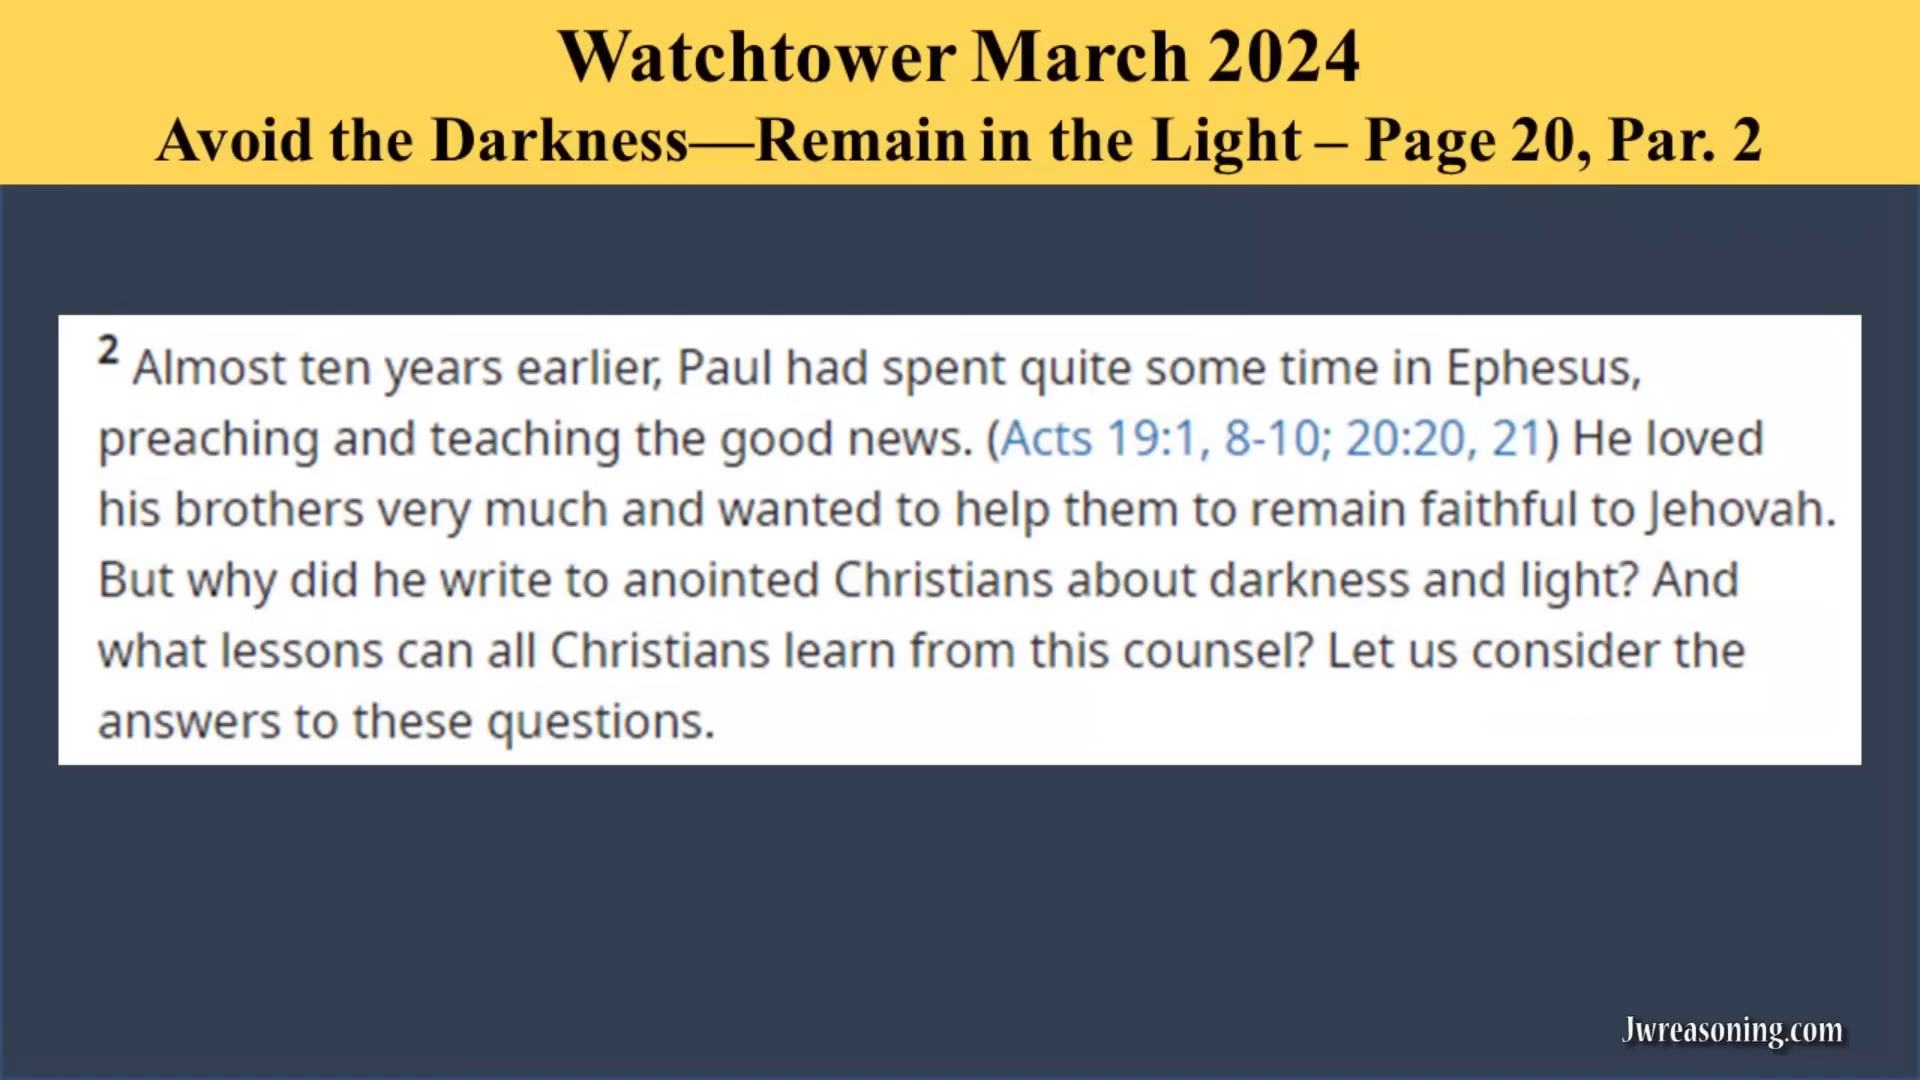 Watchtower March 2024
Avoid the Darkness—Remain in the Light – Page 20, Par. 2
2 Almost ten years earlier, Paul had spent quite some time in Ephesus,
preaching and teaching the good news. (Acts 19:1, 8-10; 20:20, 21) He loved
his brothers very much and wanted to help them to remain faithful to Jehovah.
But why did he write to anointed Christians about darkness and light? And
what lessons can all Christians learn from this counsel? Let us consider the
answers to these questions.
Jwreasoning.com